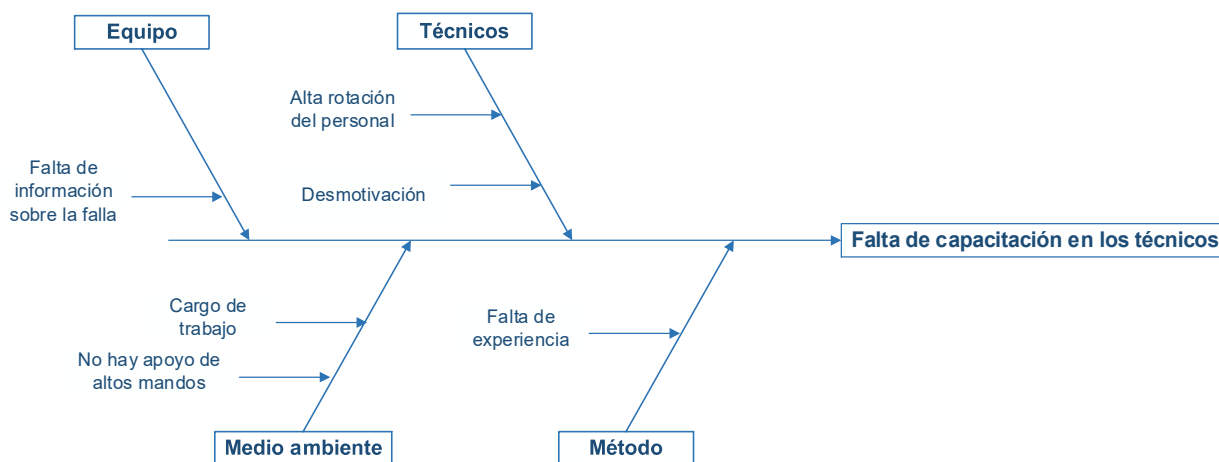 Equipo
Técnicos
Alta rotación
del personal
Falta de
información
sobre la falla
Desmotivación
Falta de capacitación en los técnicos
Cargo de
trabajo
No hay apoyo de
altos mandos
Falta de
experiencia
Medio ambiente
Método